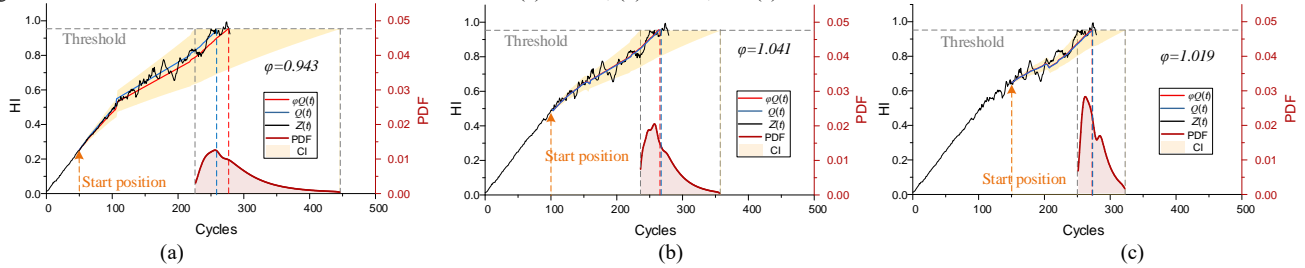 1.0
0.8
0.6
0.4
0.2
0.0
HI
Threshold
φ=0.943
φQ(t)
Q(t)
Z(t)
PDF
CI
Start position
0.05
0.04
0.03
0.02
0.01
0.00
PDF
0 100 200 300 400 500
Cycles
(a)
1.0
0.8
0.6
0.4
0.2
0.0
HI
Threshold
φ=1.041
φQ(t)
Q(t)
Z(t)
PDF
CI
Start position
0.05
0.04
0.03
0.02
0.01
0.00
PDF
0 100 200 300 400 500
Cycles
(b)
1.0
0.8
0.6
0.4
0.2
0.0
HI
Threshold
φ=1.019
φQ(t)
Q(t)
Z(t)
PDF
CI
Start position
0.05
0.04
0.03
0.02
0.01
0.00
PDF
0 100 200 300 400 500
Cycles
(c)